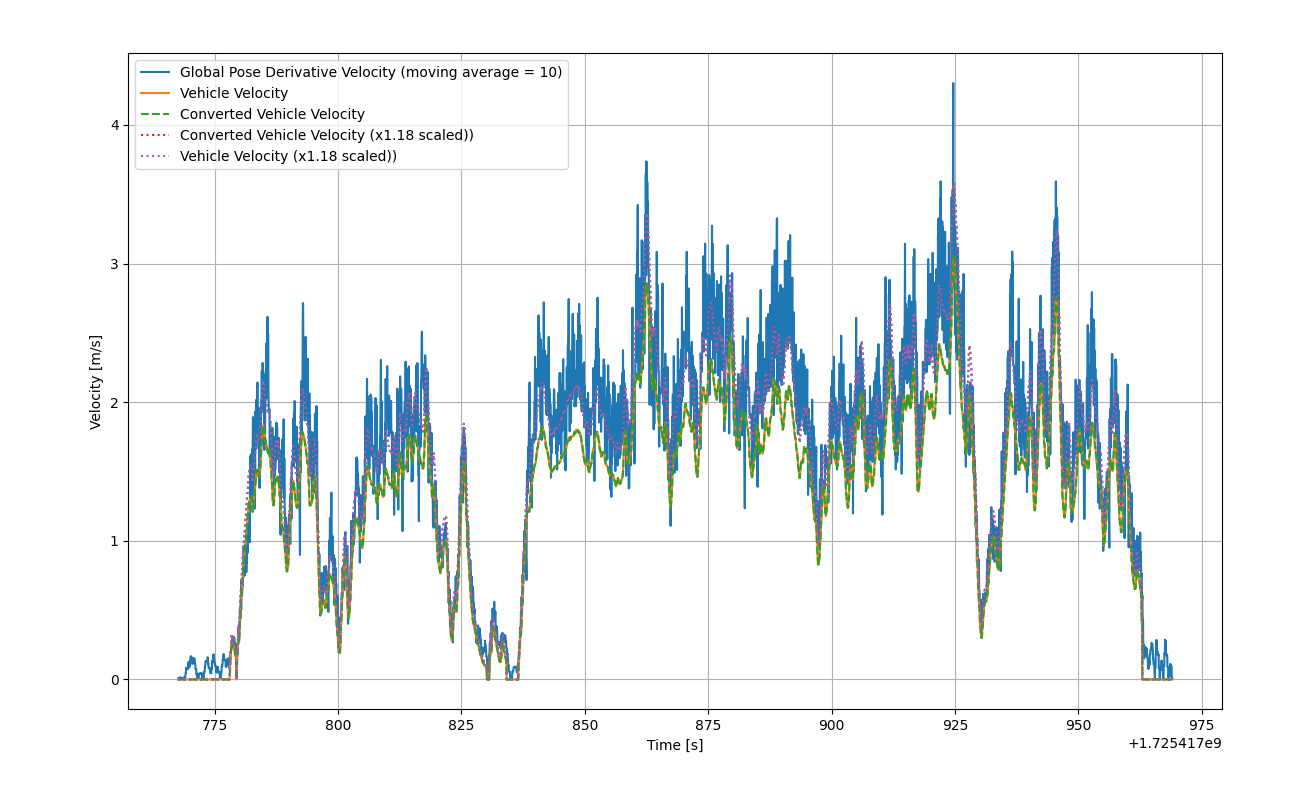 Global Pose Derivative Velocity (moving average = 10)
Vehicle Velocity
Converted Vehicle Velocity
Converted Vehicle Velocity (x1.18 scaled))
Vehicle Velocity (x1.18 scaled))
4
3
2
1
0
Velocity [m/s]
775 800 825 850 875 900 925 950 975
Time [s]
+1.725417e9